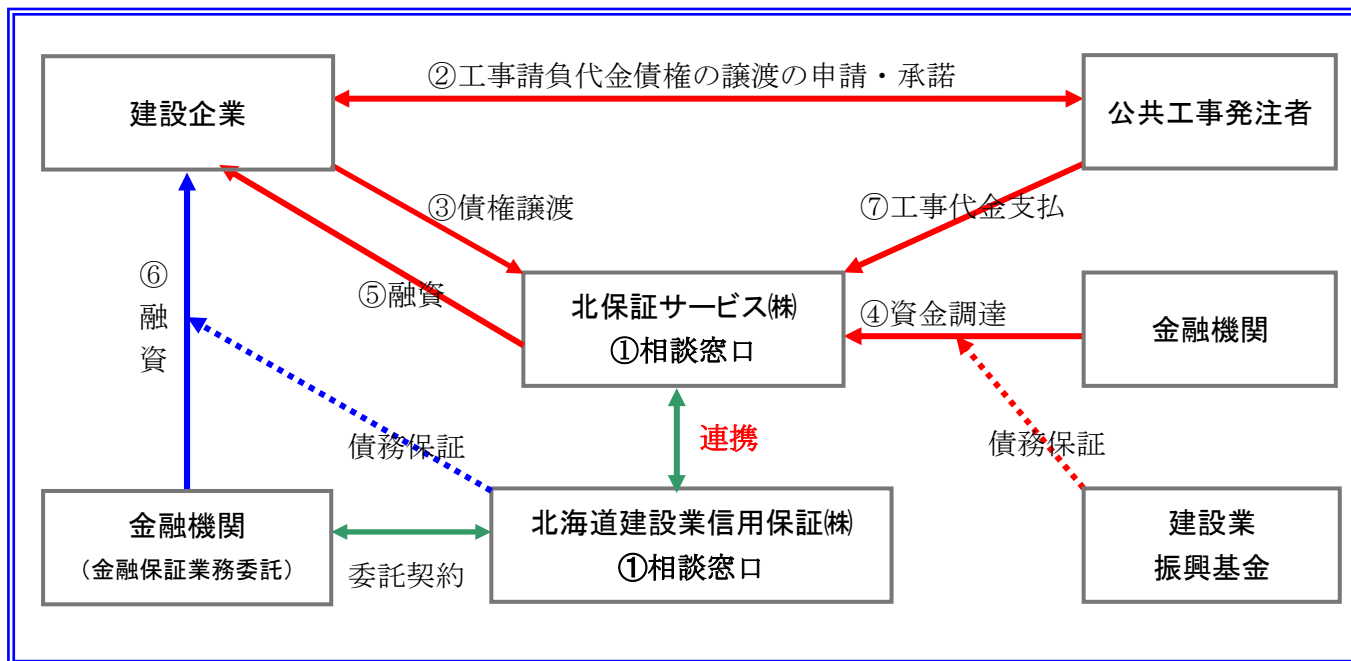 ②工事請負代金債権の譲渡の申請・承諾
建設企業
公共工事発注者
③債権譲渡
⑦工事代金支払
⑥融資
⑤融資
北保証サービス㈱
①相談窓口
④資金調達
金融機関
連携
債務保証
債務保証
金融機関
（金融保証業務委託）
委託契約
北海道建設業信用保証㈱
①相談窓口
建設業
振興基金